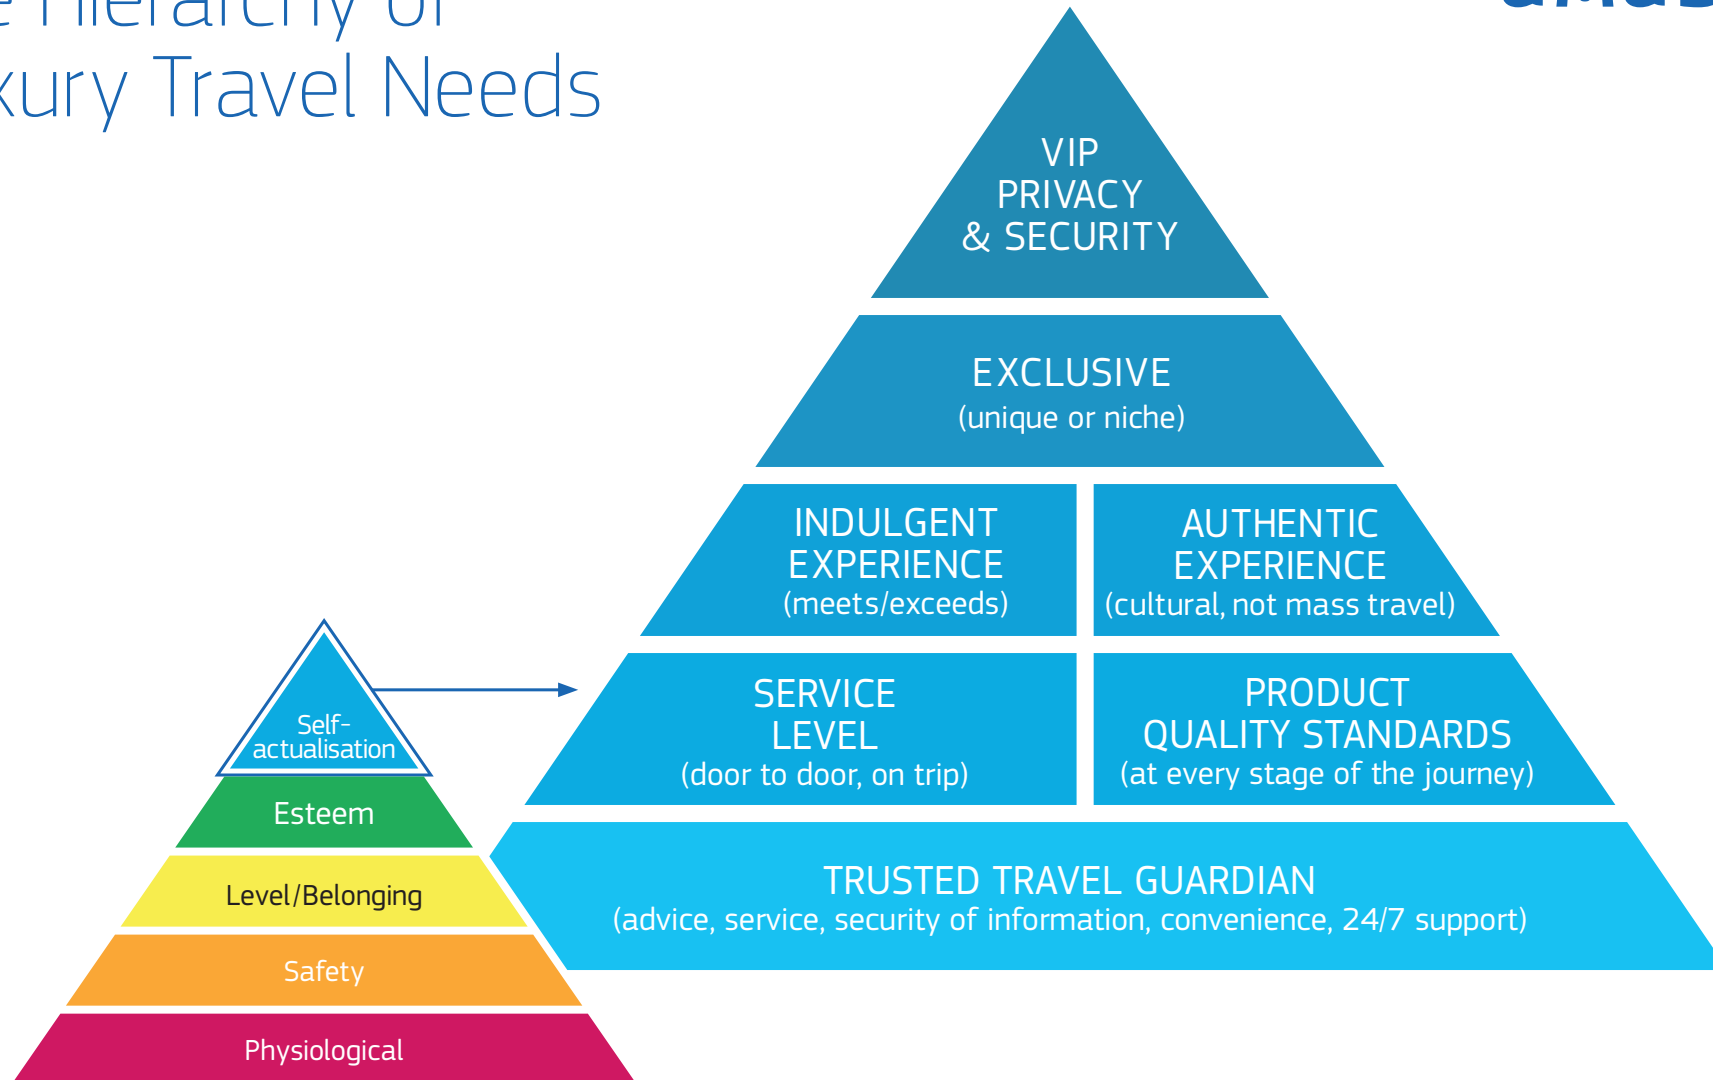 Hierarchy of
Travel Needs
VIP
PRIVACY
& SECURITY
EXCLUSIVE
(unique or niche)
INDULGENT
EXPERIENCE
(meets/exceeds)
AUTHENTIC
EXPERIENCE
(cultural, not mass travel)
SERVICE
LEVEL
(door to door, on trip)
PRODUCT
QUALITY STANDARDS
(at every stage of the journey)
TRUSTED TRAVEL GUARDIAN
(advice, service, security of information, convenience, 24/7 support)
Self-
actualisation
Esteem
Level/Belonging
Safety
Physiological